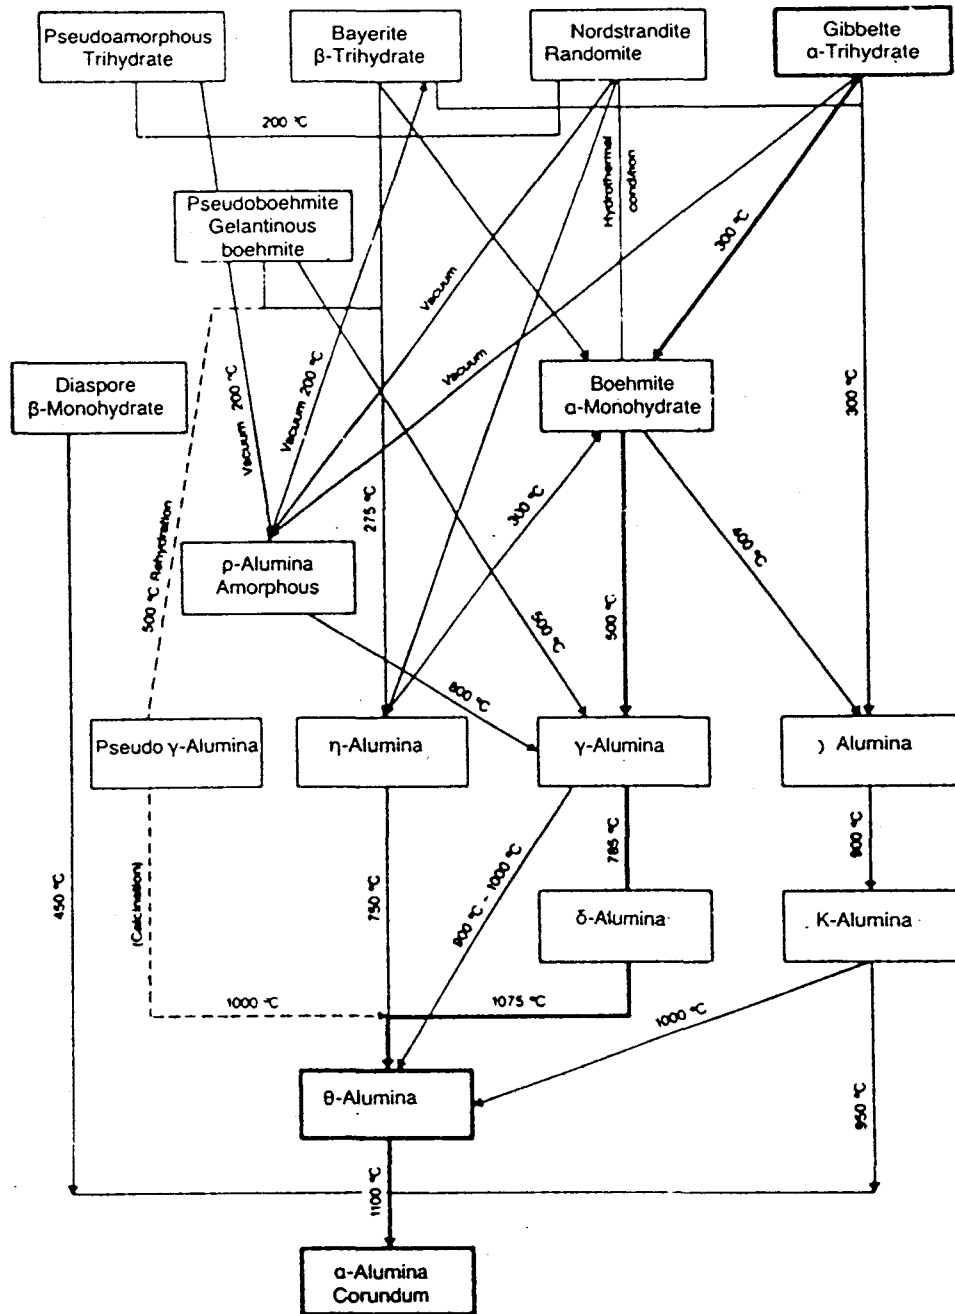 Pseudoamorphous
Trihydrate
Bayerite
β-Trihydrate
Nordstrandite
Randomite
Gibbelte
α-Trihydrate
200 °C
Hydrothermal
condition
Pseudoboehmite
Gelantinous
boehmite
300 °C
Vacuum
Vacuum
Diaspore
β-Monohydrate
Vacuum 200 °C
Vacuum 200 °C
Boehmite
α-Monohydrate
300 °C
275 °C
300 °C
400 °C
500 °C Rehydration
ρ-Alumina
Amorphous
500 °C
500 °C
800 °C
Pseudo γ-Alumina
η-Alumina
γ-Alumina
) Alumina
450 °C
(Calcination)
750 °C
800 °C - 1000 °C
785 °C
900 °C
δ-Alumina
K-Alumina
1000 °C
1075 °C
1000 °C
θ-Alumina
950 °C
1100 °C
α-Alumina
Corundum